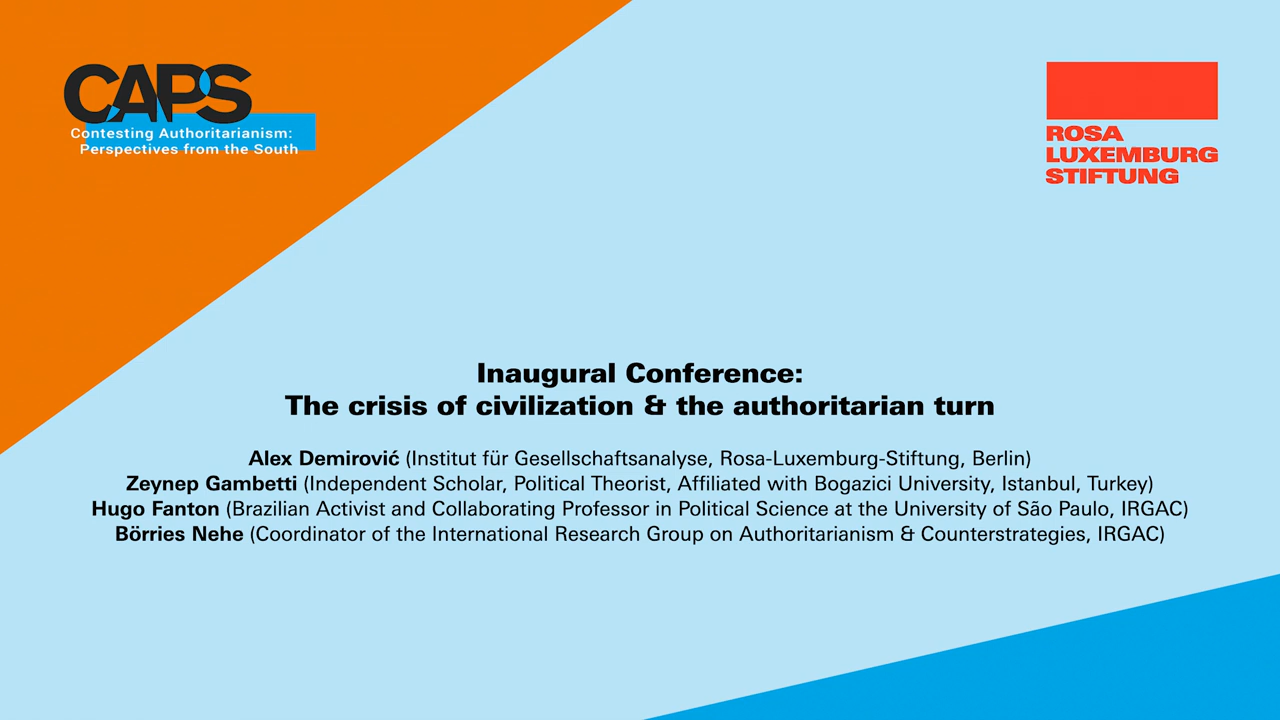 CAPS
Contesting Authoritarianism:
Perspectives from the South
ROSA
LUXEMBURG
STIFTUNG
Inaugural Conference:
The crisis of civilization & the authoritarian turn
Alex Demirović (Institut für Gesellschaftsanalyse, Rosa-Luxemburg-Stiftung, Berlin)
Zeynep Gambetti (Independent Scholar, Political Theorist, Affiliated with Bogazici University, Istanbul, Turkey)
Hugo Fanton (Brazilian Activist and Collaborating Professor in Political Science at the University of São Paulo, IRGAC)
Börries Nehe (Coordinator of the International Research Group on Authoritarianism & Counterstrategies, IRGAC)